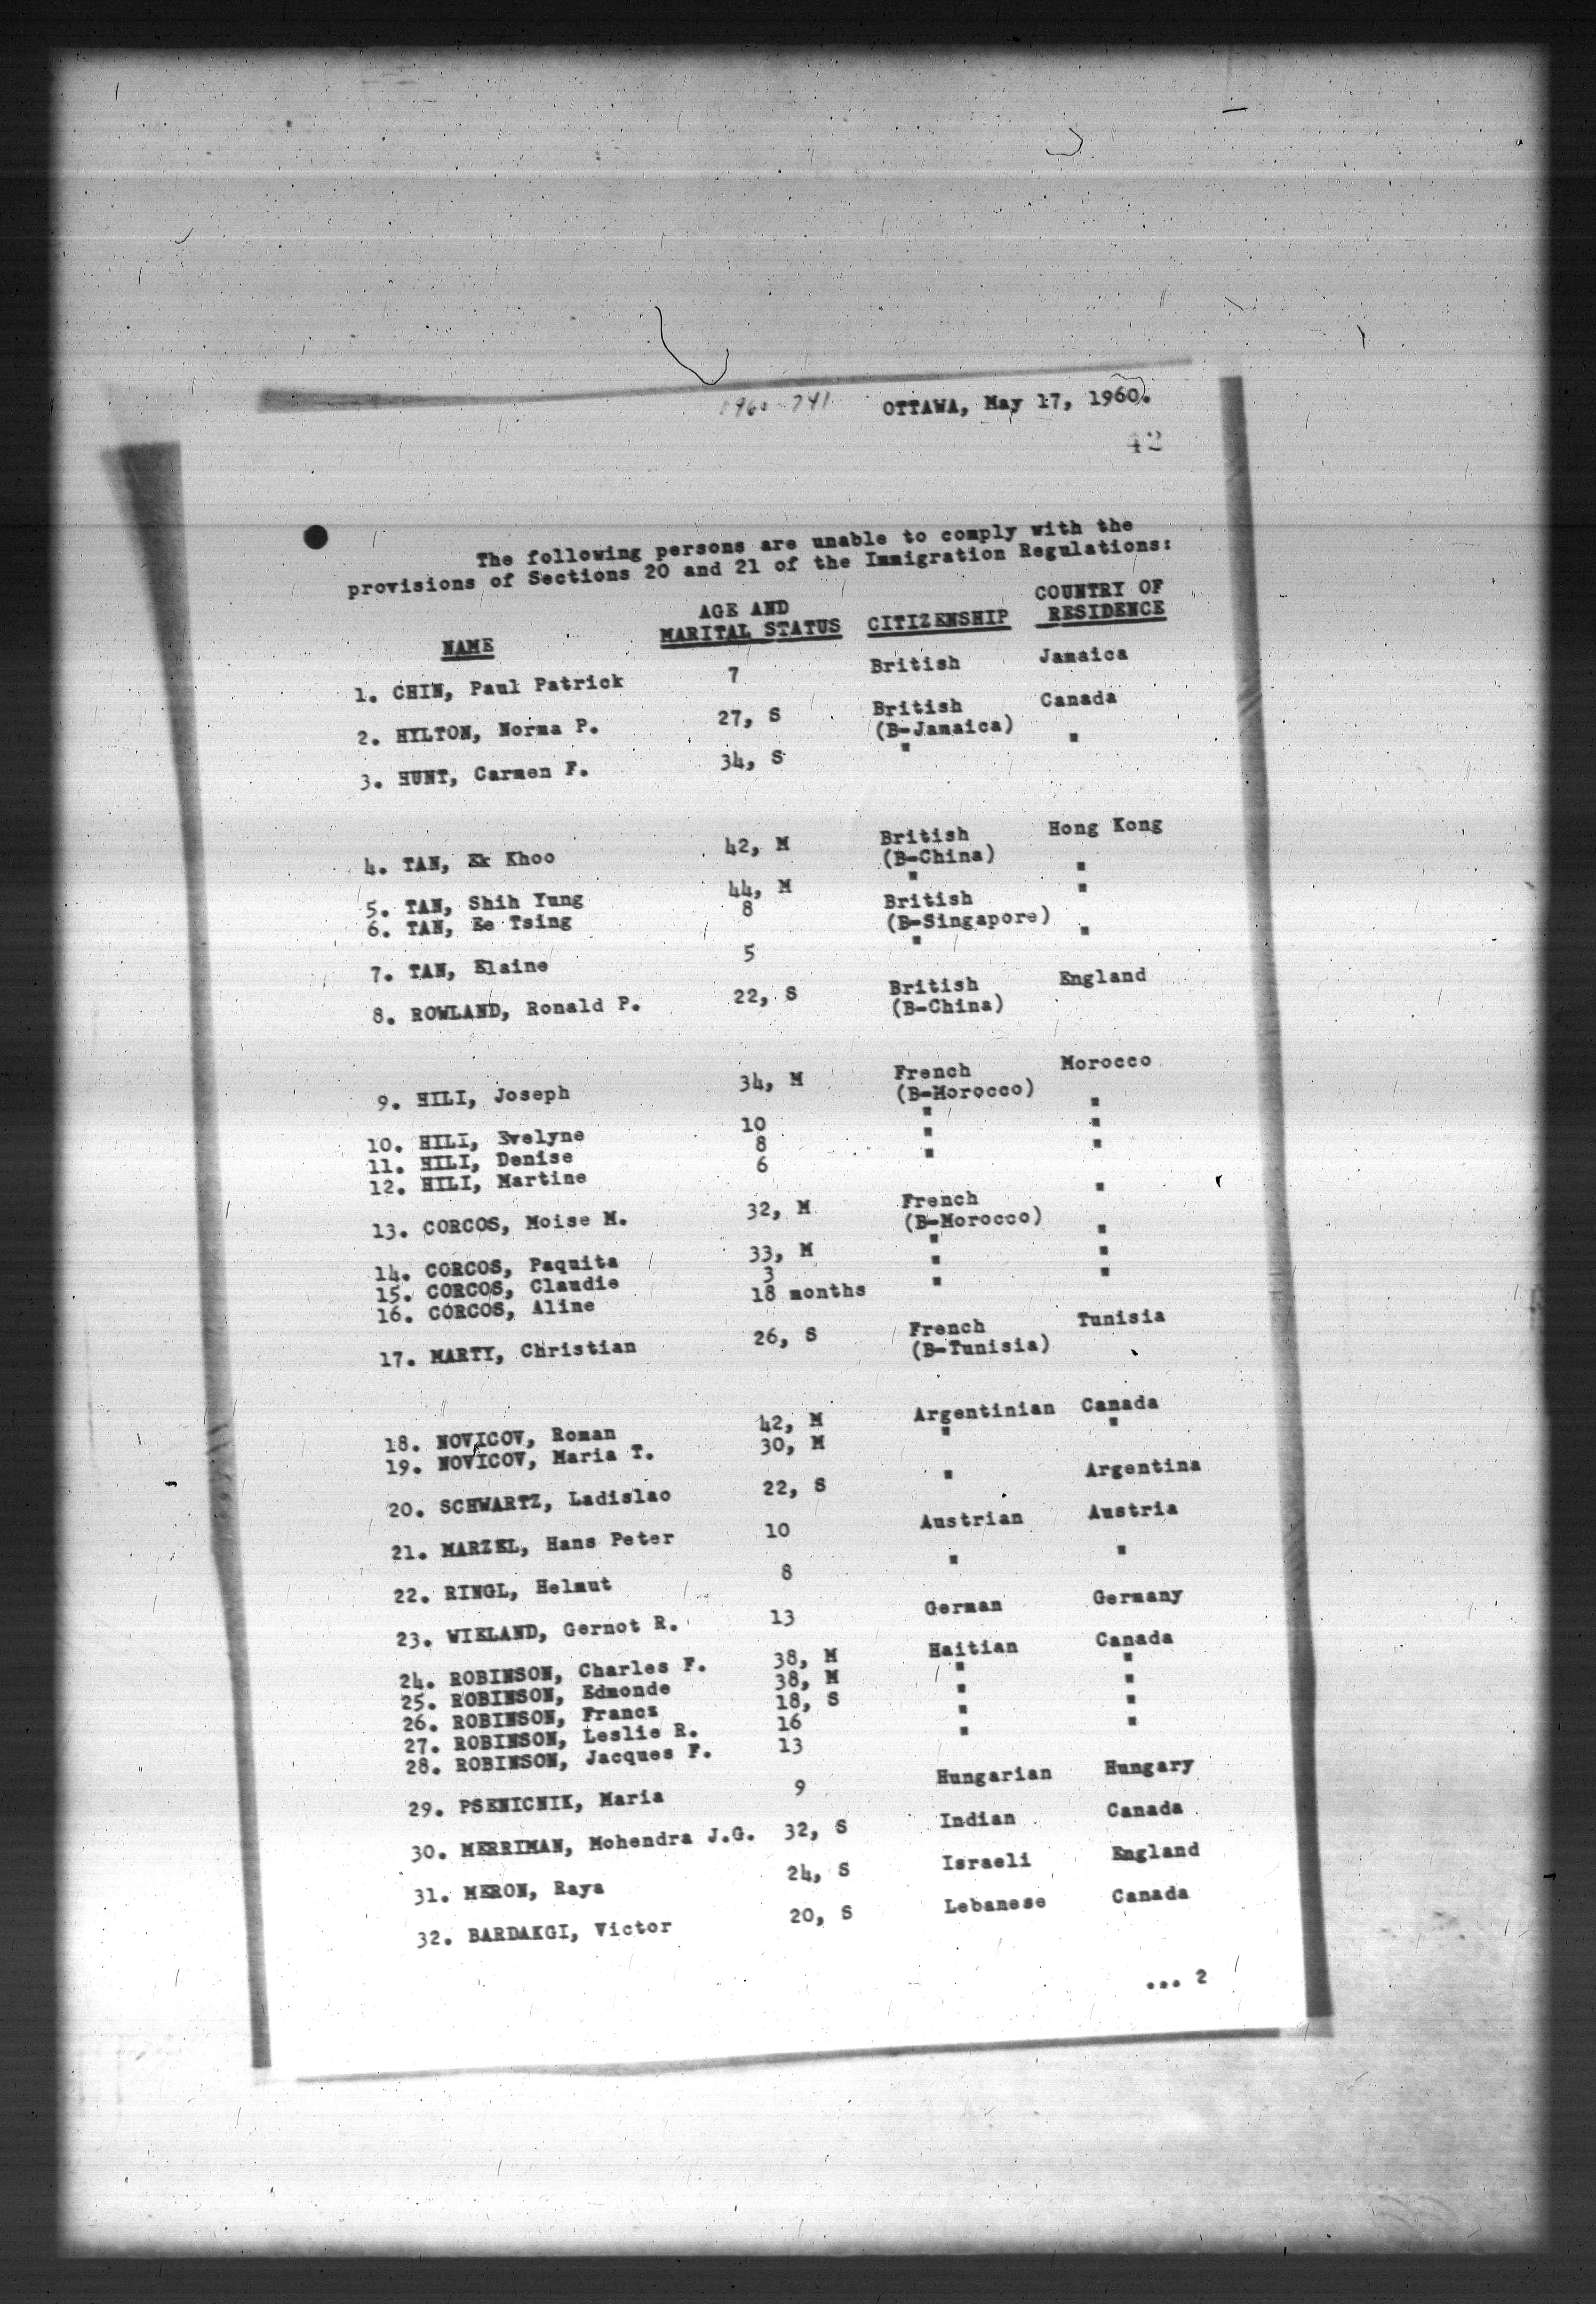 1960-741 OTTAWA, May 17, 1960.
42
The following persons are unable to comply with the
provisions of Sections 20 and 21 of the Immigration Regulations:
NAME AGE AND MARITAL STATUS CITIZENSHIP COUNTRY OF RESIDENCE
1. CHIN, Paul Patrick 7 British Jamaica
2. HYLTON, Norma P. 27, S British Canada
(B-Jamaica)
3. HUNT, Carmen F. 34, S " "
4. TAN, Ek Khoo 42, M British Hong Kong
(B-China)
5. TAN, Shih Yung 44, M " "
6. TAN, Ee Tsing 8 British "
(B-Singapore)
7. TAN, Elaine 5 " "
8. ROWLAND, Ronald P. 22, S British England
(B-China)
9. HILI, Joseph 34, M French Morocco
(B-Morocco)
10. HILI, Evelyne 10 " "
11. HILI, Denise 8 " "
12. HILI, Martine 6 " "
13. CORCOS, Moise M. 32, M French "
(B-Morocco)
14. CORCOS, Paquita 33, M " "
15. CORCOS, Claudie 3 " "
16. CORCOS, Aline 18 months " "
17. MARTY, Christian 26, S French Tunisia
(B-Tunisia)
18. NOVICOV, Roman 42, M Argentinian Canada
19. NOVICOV, Maria T. 30, M " "
20. SCHWARTZ, Ladislao 22, S " Argentina
21. MARZEL, Hans Peter 10 Austrian Austria
22. RINGL, Helmut 8 " "
23. WIELAND, Gernot R. 13 German Germany
24. ROBINSON, Charles F. 38, M Haitian Canada
25. ROBINSON, Edmonde 38, M " "
26. ROBINSON, Francz 18, S " "
27. ROBINSON, Leslie R. 16 " "
28. ROBINSON, Jacques F. 13 " "
29. PSENICNIK, Maria 9 Hungarian Hungary
30. MERRIMAN, Mohendra J.G. 32, S Indian Canada
31. MERON, Raya 24, S Israeli England
32. BARDAKGI, Victor 20, S Lebanese Canada
... 2